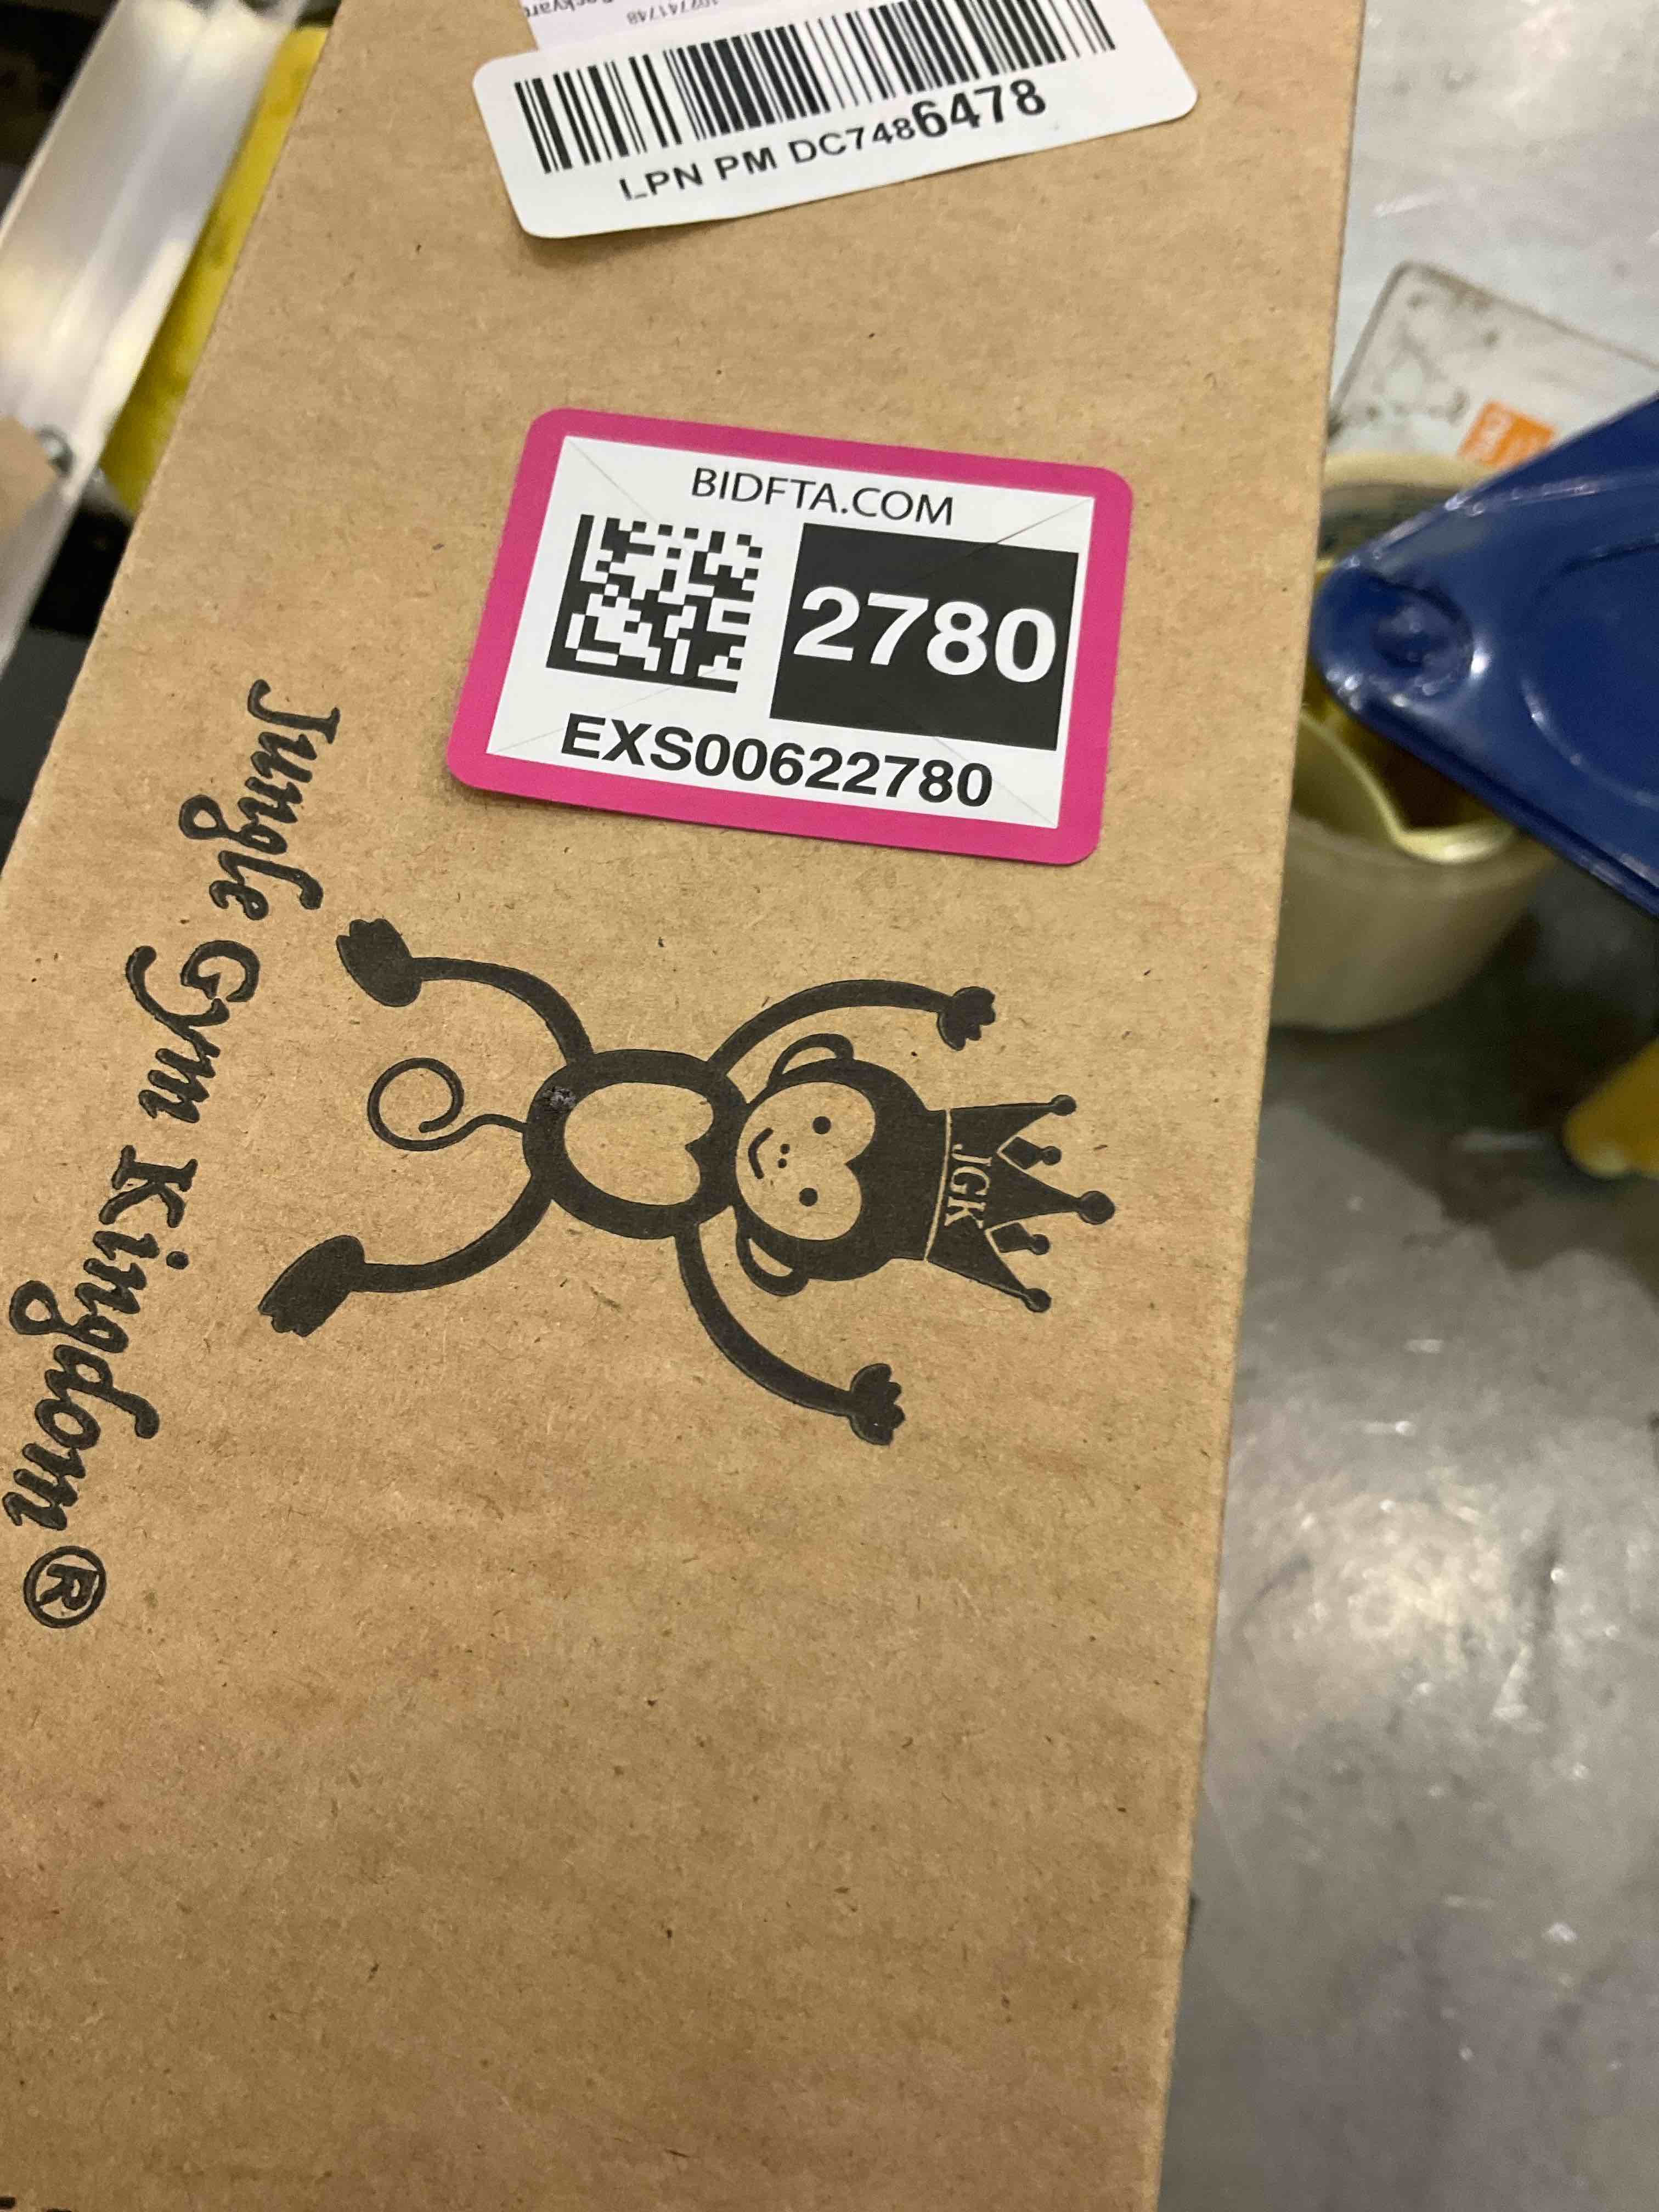 LPN PM DC7486478
BIDFTA.COM
2780
EXS00622780
JGK
Jungle Gym Kingdom®